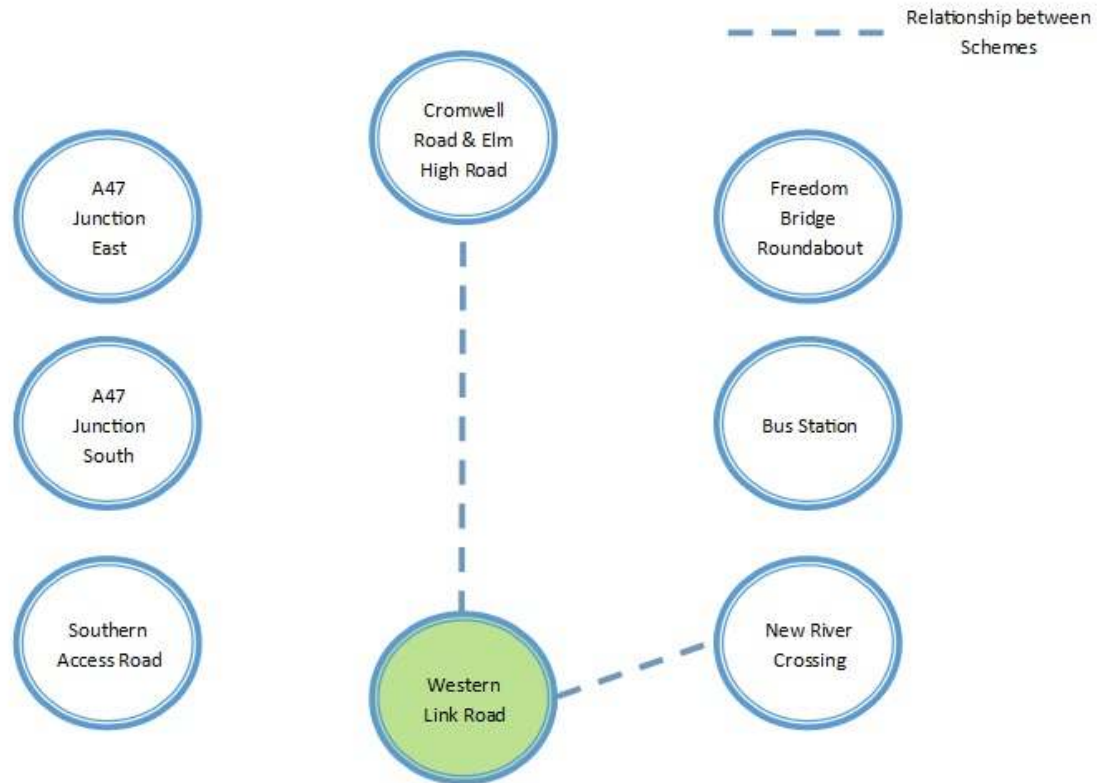 Relationship between
Schemes
Cromwell
Road & Elm
High Road
A47
Junction
East
Freedom
Bridge
Roundabout
A47
Junction
South
Bus Station
Southern
Access Road
New River
Crossing
Western
Link Road